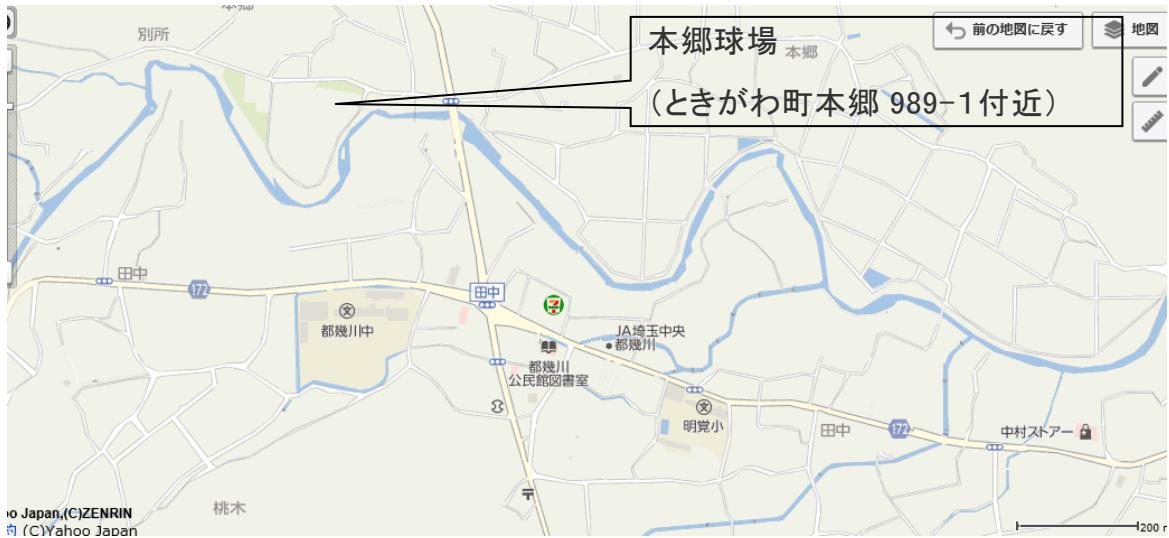 本郷
別所
本郷球場
(ときがわ町本郷 989-1付近)
本郷
前の地図に戻す
地図
田中
172
田中
都幾川中
JA埼玉中央
都幾川
都幾川
公民館図書室
明覚小
田中
172
中村ストアー
桃木
oo Japan,(C)ZENRIN
約 (C)Yahoo Japan
200 m